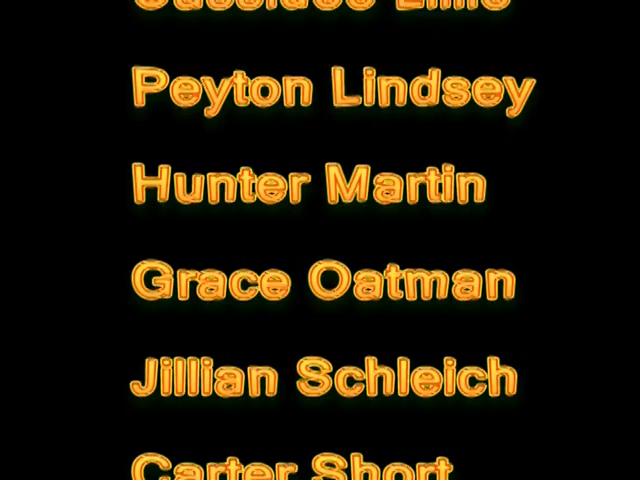 Peyton Lindsey
Hunter Martin
Grace Oatman
Jillian Schleich
Carter Short